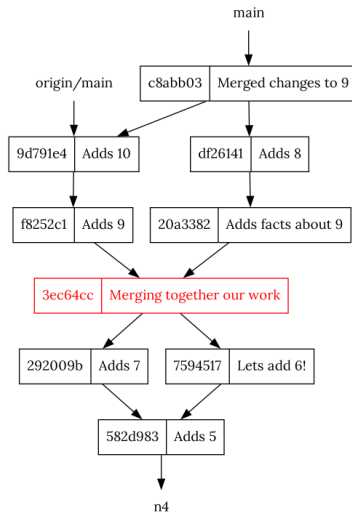 main
origin/main
c8abb03 Merged changes to 9
9d791e4 Adds 10
df26141 Adds 8
f8252c1 Adds 9
20a3382 Adds facts about 9
3ec64cc Merging together our work
292009b Adds 7
7594517 Lets add 6!
582d983 Adds 5
n4